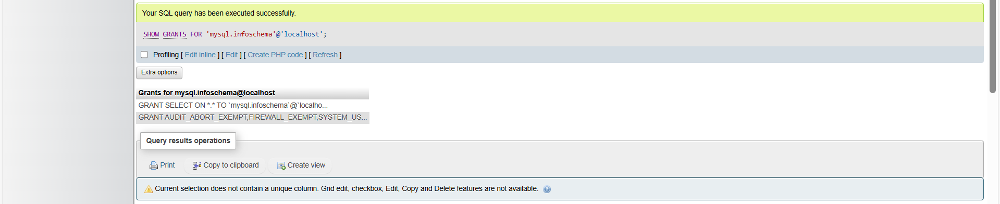 Your SQL query has been executed successfully.
SHOW GRANTS FOR 'mysql.infoschema'@'localhost';
Profiling [ Edit inline ] [ Edit ] [ Create PHP code ] [ Refresh ]
Extra options
Grants for mysql.infoschema@localhost
GRANT SELECT ON *.* TO `mysql.infoschema`@`localho...
GRANT AUDIT_ABORT_EXEMPT,FIREWALL_EXEMPT,SYSTEM_US...
Query results operations
Print Copy to clipboard Create view
Current selection does not contain a unique column. Grid edit, checkbox, Edit, Copy and Delete features are not available.